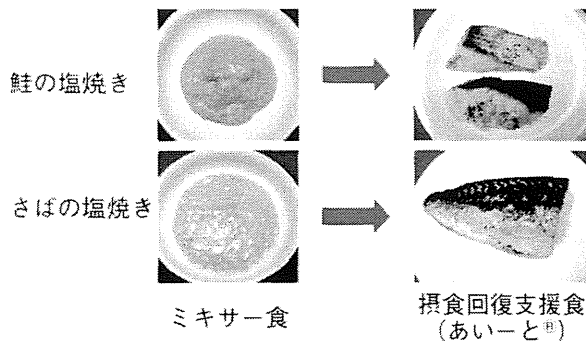 鮭の塩焼き
さばの塩焼き
ミキサー食
摂食回復支援食
(あいーと®)